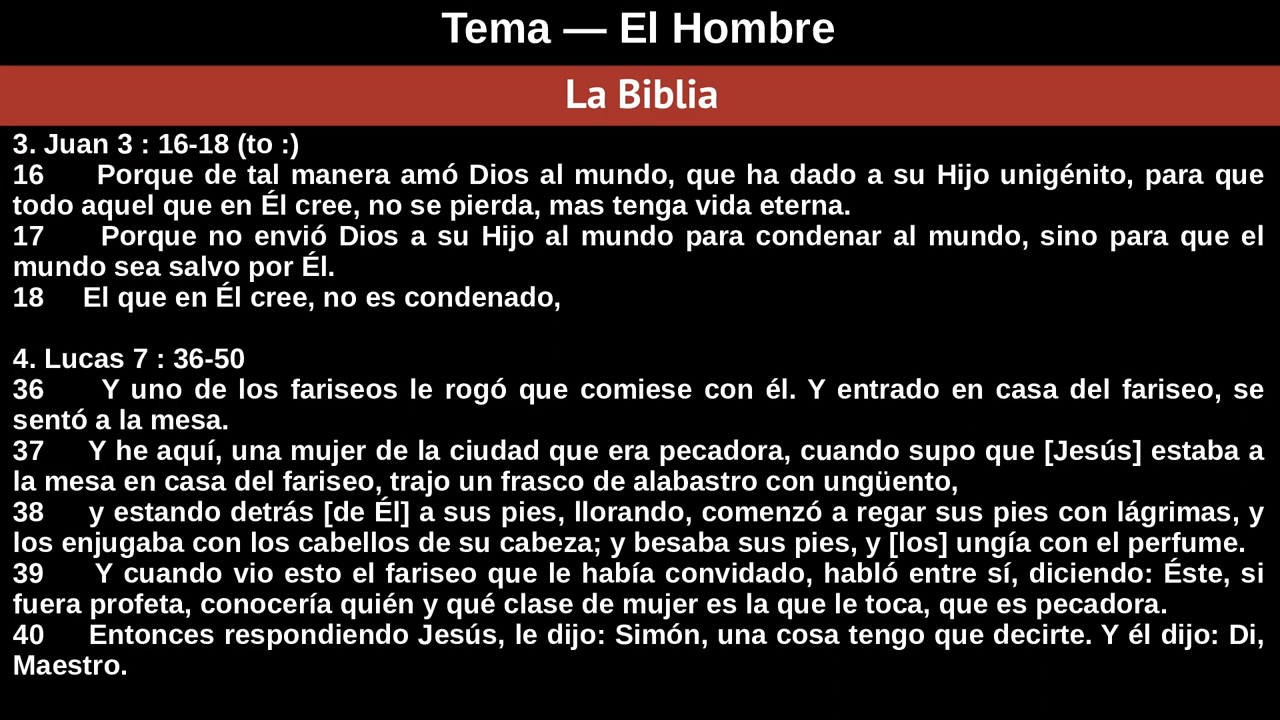 Tema — El Hombre
La Biblia
3. Juan 3 : 16-18 (to :)
16 Porque de tal manera amó Dios al mundo, que ha dado a su Hijo unigénito, para que
todo aquel que en Él cree, no se pierda, mas tenga vida eterna.
17 Porque no envió Dios a su Hijo al mundo para condenar al mundo, sino para que el
mundo sea salvo por Él.
18 El que en Él cree, no es condenado,
4. Lucas 7 : 36-50
36 Y uno de los fariseos le rogó que comiese con él. Y entrado en casa del fariseo, se
sentó a la mesa.
37 Y he aquí, una mujer de la ciudad que era pecadora, cuando supo que [Jesús] estaba a
la mesa en casa del fariseo, trajo un frasco de alabastro con ungüento,
38 y estando detrás [de Él] a sus pies, llorando, comenzó a regar sus pies con lágrimas, y
los enjugaba con los cabellos de su cabeza; y besaba sus pies, y [los] ungía con el perfume.
39 Y cuando vio esto el fariseo que le había convidado, habló entre sí, diciendo: Éste, si
fuera profeta, conocería quién y qué clase de mujer es la que le toca, que es pecadora.
40 Entonces respondiendo Jesús, le dijo: Simón, una cosa tengo que decirte. Y él dijo: Di,
Maestro.